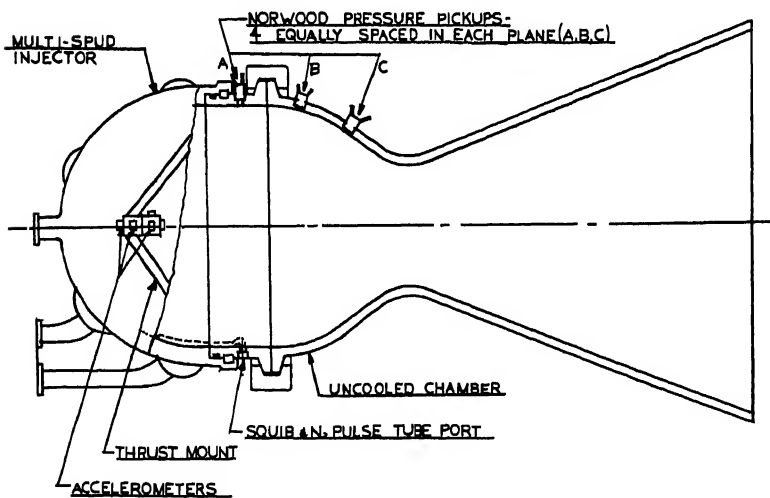 NORWOOD PRESSURE PICKUPS-
4 EQUALLY SPACED IN EACH PLANE(A,B,C)
MULTI-SPUD
INJECTOR
A
B
C
UNCOOLED CHAMBER
SQUIB & N₂ PULSE TUBE PORT
THRUST MOUNT
ACCELEROMETERS